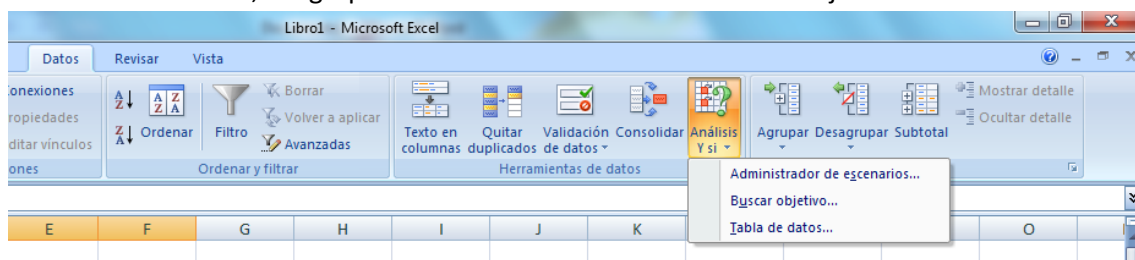 Libro1 - Microsoft Excel
Datos Revisar Vista
onexiones
ropiedades
ditar vínculos
ones
Ordenar
Filtro
Borrar
Volver a aplicar
Avanzadas
Ordenar y filtrar
Texto en columnas
Quitar duplicados
Validación de datos
Consolidar
Análisis Y si
Herramientas de datos
Agrupar
Desagrupar
Subtotal
Mostrar detalle
Ocultar detalle
Administrador de escenarios...
Buscar objetivo...
Tabla de datos...
E F G H I J K O